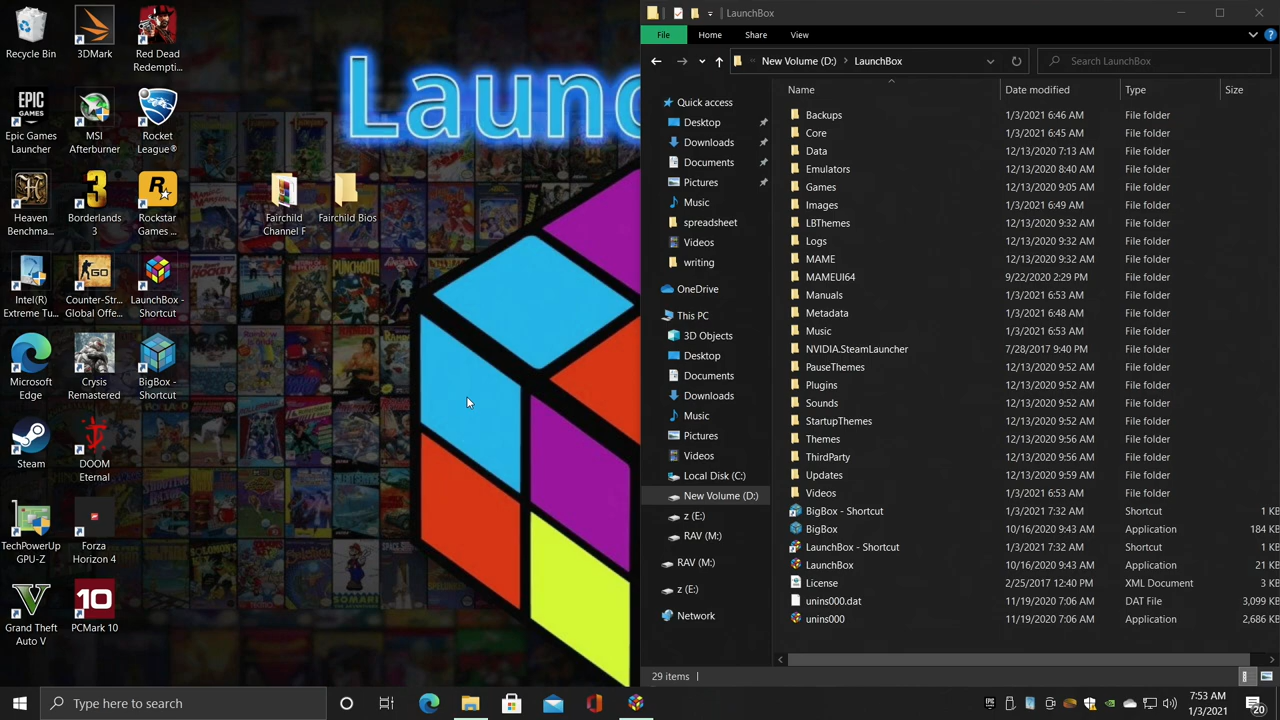 Recycle Bin
3DMark
Red Dead
Redempti...
EPIC
GAMES
Epic Games
Launcher
MSI
Afterburner
Rocket
League®
Heaven
Benchma...
3
Borderlands
3
R
Rockstar
Games ...
Intel(R)
Extreme Tu...
GO
Counter-Str...
Global Offe...
LaunchBox -
Shortcut
Microsoft
Edge
Crysis
Remastered
BigBox -
Shortcut
Steam
DOOM
Eternal
TechPowerUp
GPU-Z
Forza
Horizon 4
V
Grand Theft
Auto V
10
PCMark 10
Fairchild
Channel F
Fairchild Bios
Launc
LaunchBox
File Home Share View
New Volume (D:) > LaunchBox
Search LaunchBox
Quick access
Desktop
Downloads
Documents
Pictures
Music
spreadsheet
Videos
writing
OneDrive
This PC
3D Objects
Desktop
Documents
Downloads
Music
Pictures
Videos
Local Disk (C:)
New Volume (D:)
z (E:)
RAV (M:)
RAV (M:)
z (E:)
Network
Name Date modified Type Size
Backups 1/3/2021 6:46 AM File folder
Core 1/3/2021 6:45 AM File folder
Data 12/13/2020 7:13 AM File folder
Emulators 12/13/2020 8:40 AM File folder
Games 12/13/2020 9:05 AM File folder
Images 1/3/2021 6:49 AM File folder
LBThemes 12/13/2020 9:32 AM File folder
Logs 12/13/2020 9:32 AM File folder
MAME 12/13/2020 9:32 AM File folder
MAMEUI64 9/22/2020 2:29 PM File folder
Manuals 1/3/2021 6:53 AM File folder
Metadata 1/3/2021 6:48 AM File folder
Music 1/3/2021 6:53 AM File folder
NVIDIA.SteamLauncher 7/28/2017 9:40 PM File folder
PauseThemes 12/13/2020 9:52 AM File folder
Plugins 12/13/2020 9:52 AM File folder
Sounds 12/13/2020 9:52 AM File folder
StartupThemes 12/13/2020 9:52 AM File folder
Themes 12/13/2020 9:56 AM File folder
ThirdParty 12/13/2020 9:56 AM File folder
Updates 12/13/2020 9:59 AM File folder
Videos 1/3/2021 6:53 AM File folder
BigBox - Shortcut 1/3/2021 7:32 AM Shortcut 1 KB
BigBox 10/16/2020 9:43 AM Application 184 KB
LaunchBox - Shortcut 1/3/2021 7:32 AM Shortcut 1 KB
LaunchBox 10/16/2020 9:43 AM Application 21 KB
License 2/25/2017 12:40 PM XML Document 3 KB
unins000.dat 11/19/2020 7:06 AM DAT File 3,099 KB
unins000 11/19/2020 7:06 AM Application 2,686 KB
29 items
Type here to search
7:53 AM
1/3/2021
20